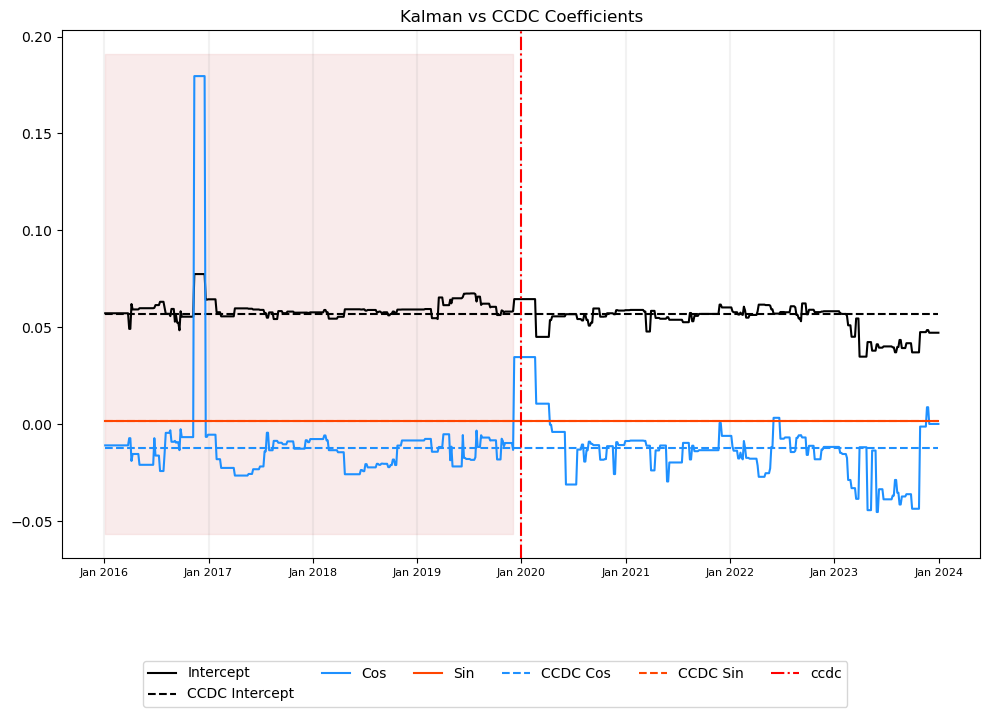 Kalman vs CCDC Coefficients
0.20
0.15
0.10
0.05
0.00
−0.05
Jan 2016 Jan 2017 Jan 2018 Jan 2019 Jan 2020 Jan 2021 Jan 2022 Jan 2023 Jan 2024
Intercept Cos Sin CCDC Cos CCDC Sin ccdc
CCDC Intercept